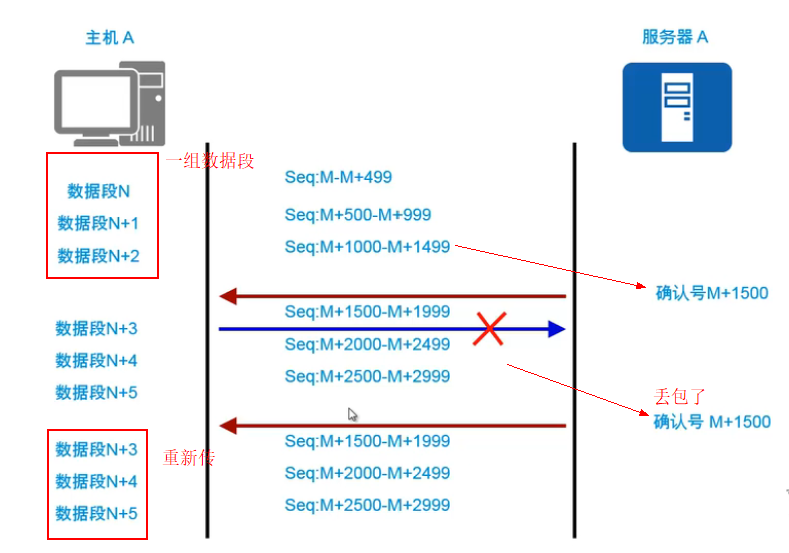 主机 A
服务器 A
一组数据段
数据段N
数据段N+1
数据段N+2
Seq:M-M+499
Seq:M+500-M+999
Seq:M+1000-M+1499
确认号M+1500
数据段N+3
数据段N+4
数据段N+5
Seq:M+1500-M+1999
Seq:M+2000-M+2499
Seq:M+2500-M+2999
丢包了
确认号 M+1500
数据段N+3
数据段N+4
数据段N+5
重新传
Seq:M+1500-M+1999
Seq:M+2000-M+2499
Seq:M+2500-M+2999